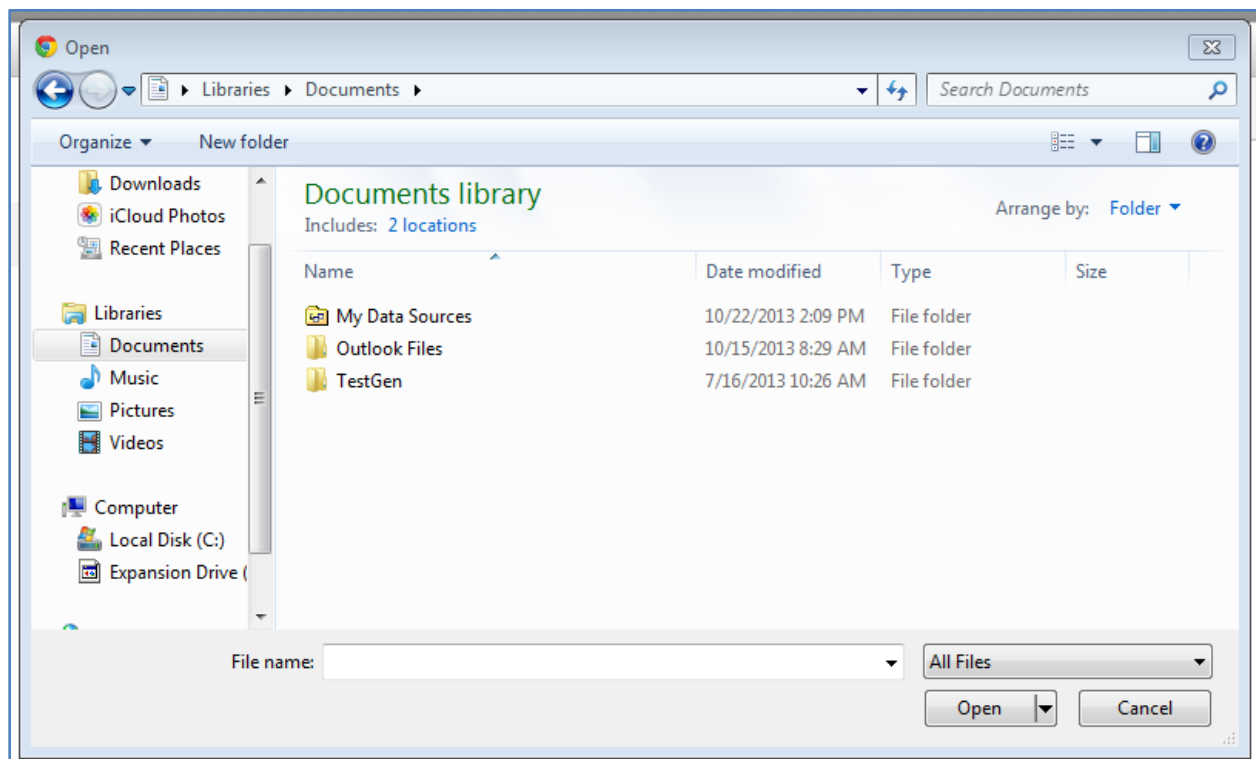 Open
Libraries Documents
Search Documents
Organize New folder
Downloads
iCloud Photos
Recent Places
Libraries
Documents
Music
Pictures
Videos
Computer
Local Disk (C:)
Expansion Drive (
Documents library
Includes: 2 locations
Arrange by: Folder
Name Date modified Type Size
My Data Sources 10/22/2013 2:09 PM File folder
Outlook Files 10/15/2013 8:29 AM File folder
TestGen 7/16/2013 10:26 AM File folder
File name: All Files
Open Cancel